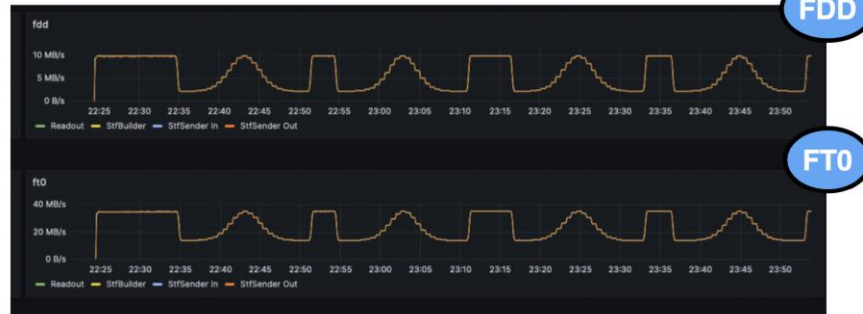 FDD
fdd
10 MB/s
5 MB/s
0 B/s
22:25 22:30 22:35 22:40 22:45 22:50 22:55 23:00 23:05 23:10 23:15 23:20 23:25 23:30 23:35 23:40 23:45 23:50
Readout StfBuilder StfSender In StfSender Out
FT0
ft0
40 MB/s
20 MB/s
0 B/s
22:25 22:30 22:35 22:40 22:45 22:50 22:55 23:00 23:05 23:10 23:15 23:20 23:25 23:30 23:35 23:40 23:45 23:50
Readout StfBuilder StfSender In StfSender Out